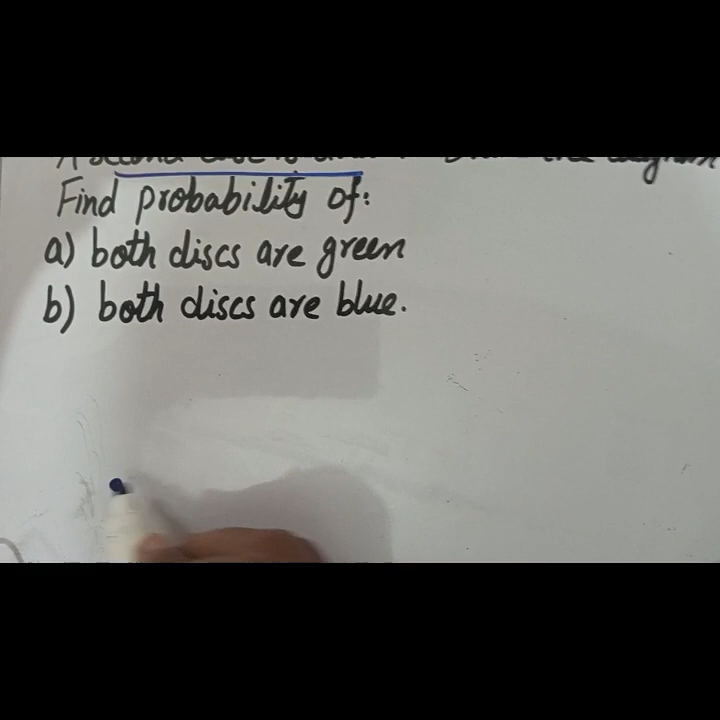 Find probability of:
a) both discs are green
b) both discs are blue.